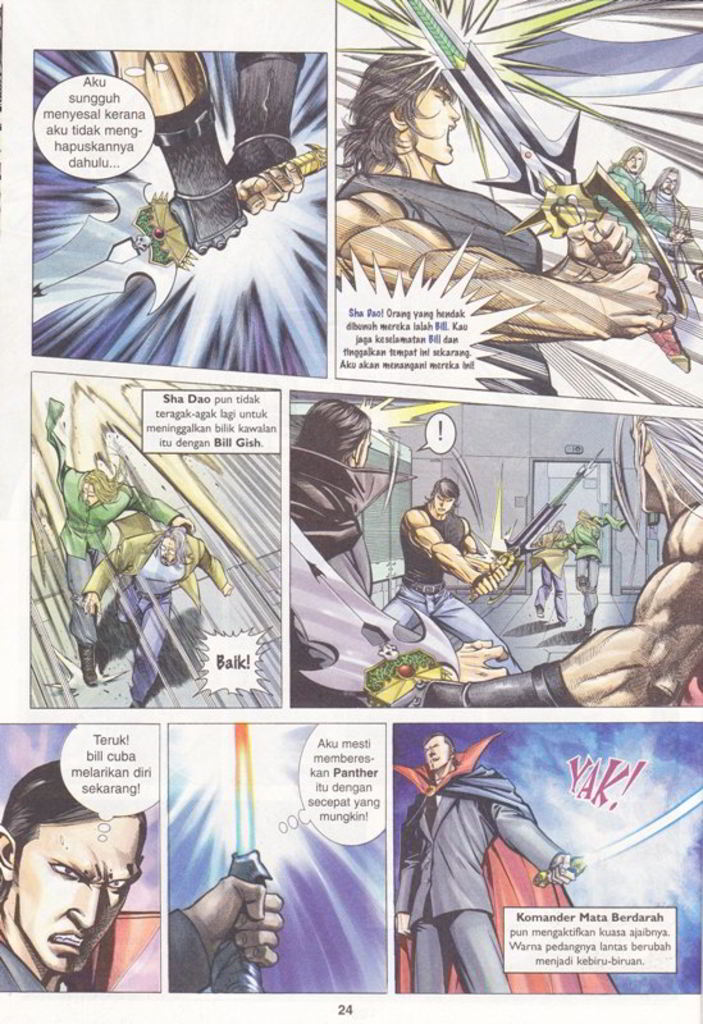 Aku
sungguh
menyesal kerana
aku tidak meng-
hapuskannya
dahulu...
Sha Dao! Orang yang hendak
dibunuh mereka ialah Bill. Kau
jaga keselamatan Bill dan
tinggalkan tempat ini sekarang.
Aku akan menangani mereka ini!
Sha Dao pun tidak
teragak-agak lagi untuk
meninggalkan bilik kawalan
itu dengan Bill Gish.
Baik!
!
Teruk!
bill cuba
melarikan diri
sekarang!
Aku mesti
memberes-
kan Panther
itu dengan
secepat yang
mungkin!
YAK!
Komander Mata Berdarah
pun mengaktifkan kuasa ajaibnya.
Warna pedangnya lantas berubah
menjadi kebiru-biruan.
24